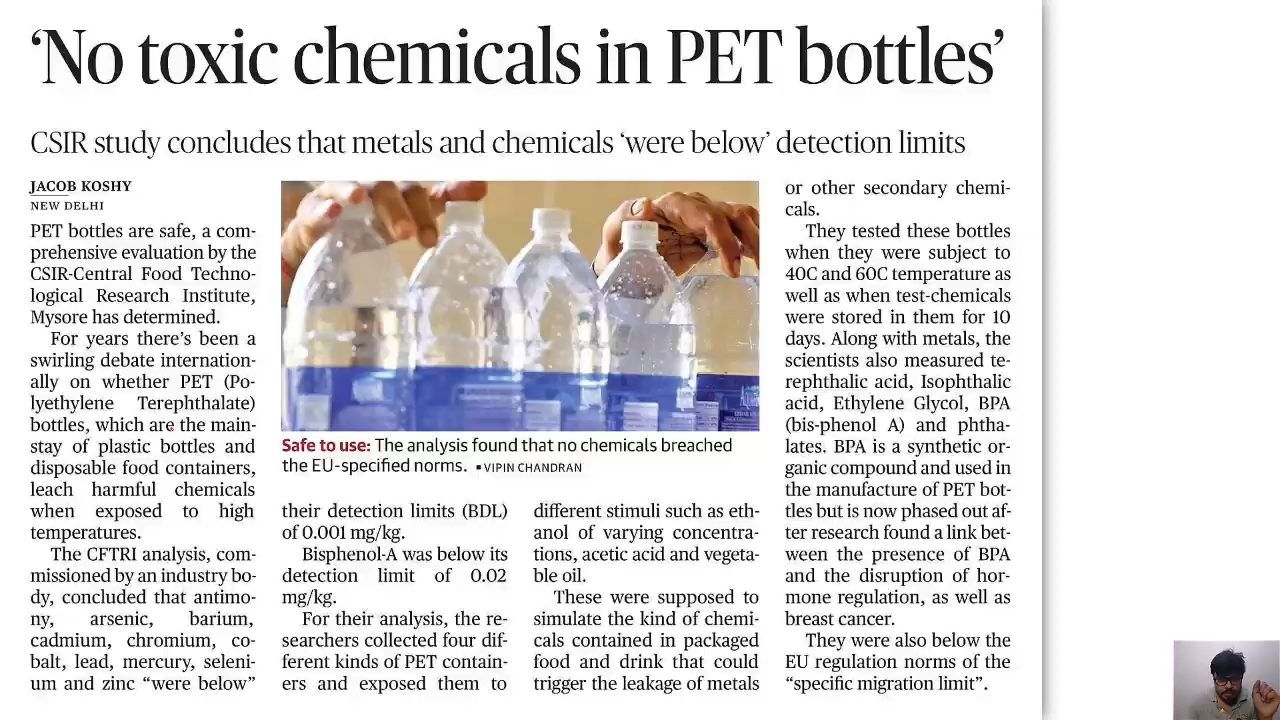 ‘No toxic chemicals in PET bottles’
CSIR study concludes that metals and chemicals ‘were below’ detection limits
JACOB KOSHY
NEW DELHI
PET bottles are safe, a com-
prehensive evaluation by the
CSIR-Central Food Techno-
logical Research Institute,
Mysore has determined.
For years there’s been a
swirling debate internation-
ally on whether PET (Po-
lyethylene Terephthalate)
bottles, which are the main-
stay of plastic bottles and
disposable food containers,
leach harmful chemicals
when exposed to high
temperatures.
The CFTRI analysis, com-
missioned by an industry bo-
dy, concluded that antimo-
ny, arsenic, barium,
cadmium, chromium, co-
balt, lead, mercury, seleni-
um and zinc “were below”
Safe to use: The analysis found that no chemicals breached
the EU-specified norms. ▪ VIPIN CHANDRAN
their detection limits (BDL)
of 0.001 mg/kg.
Bisphenol-A was below its
detection limit of 0.02
mg/kg.
For their analysis, the re-
searchers collected four dif-
ferent kinds of PET contain-
ers and exposed them to
different stimuli such as eth-
anol of varying concentra-
tions, acetic acid and vegeta-
ble oil.
These were supposed to
simulate the kind of chemi-
cals contained in packaged
food and drink that could
trigger the leakage of metals
or other secondary chemi-
cals.
They tested these bottles
when they were subject to
40C and 60C temperature as
well as when test-chemicals
were stored in them for 10
days. Along with metals, the
scientists also measured te-
rephthalic acid, Isophthalic
acid, Ethylene Glycol, BPA
(bis-phenol A) and phtha-
lates. BPA is a synthetic or-
ganic compound and used in
the manufacture of PET bot-
tles but is now phased out af-
ter research found a link bet-
ween the presence of BPA
and the disruption of hor-
mone regulation, as well as
breast cancer.
They were also below the
EU regulation norms of the
“specific migration limit”.